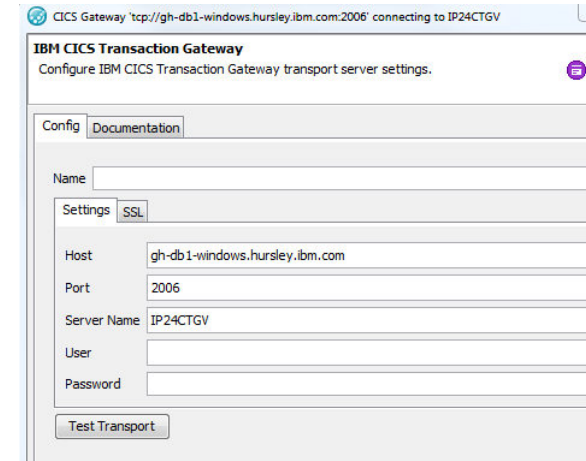 CICS Gateway 'tcp://gh-db1-windows.hursley.ibm.com:2006' connecting to IP24CTGV
IBM CICS Transaction Gateway
Configure IBM CICS Transaction Gateway transport server settings.
Config Documentation
Name
Settings SSL
Host gh-db1-windows.hursley.ibm.com
Port 2006
Server Name IP24CTGV
User
Password
Test Transport